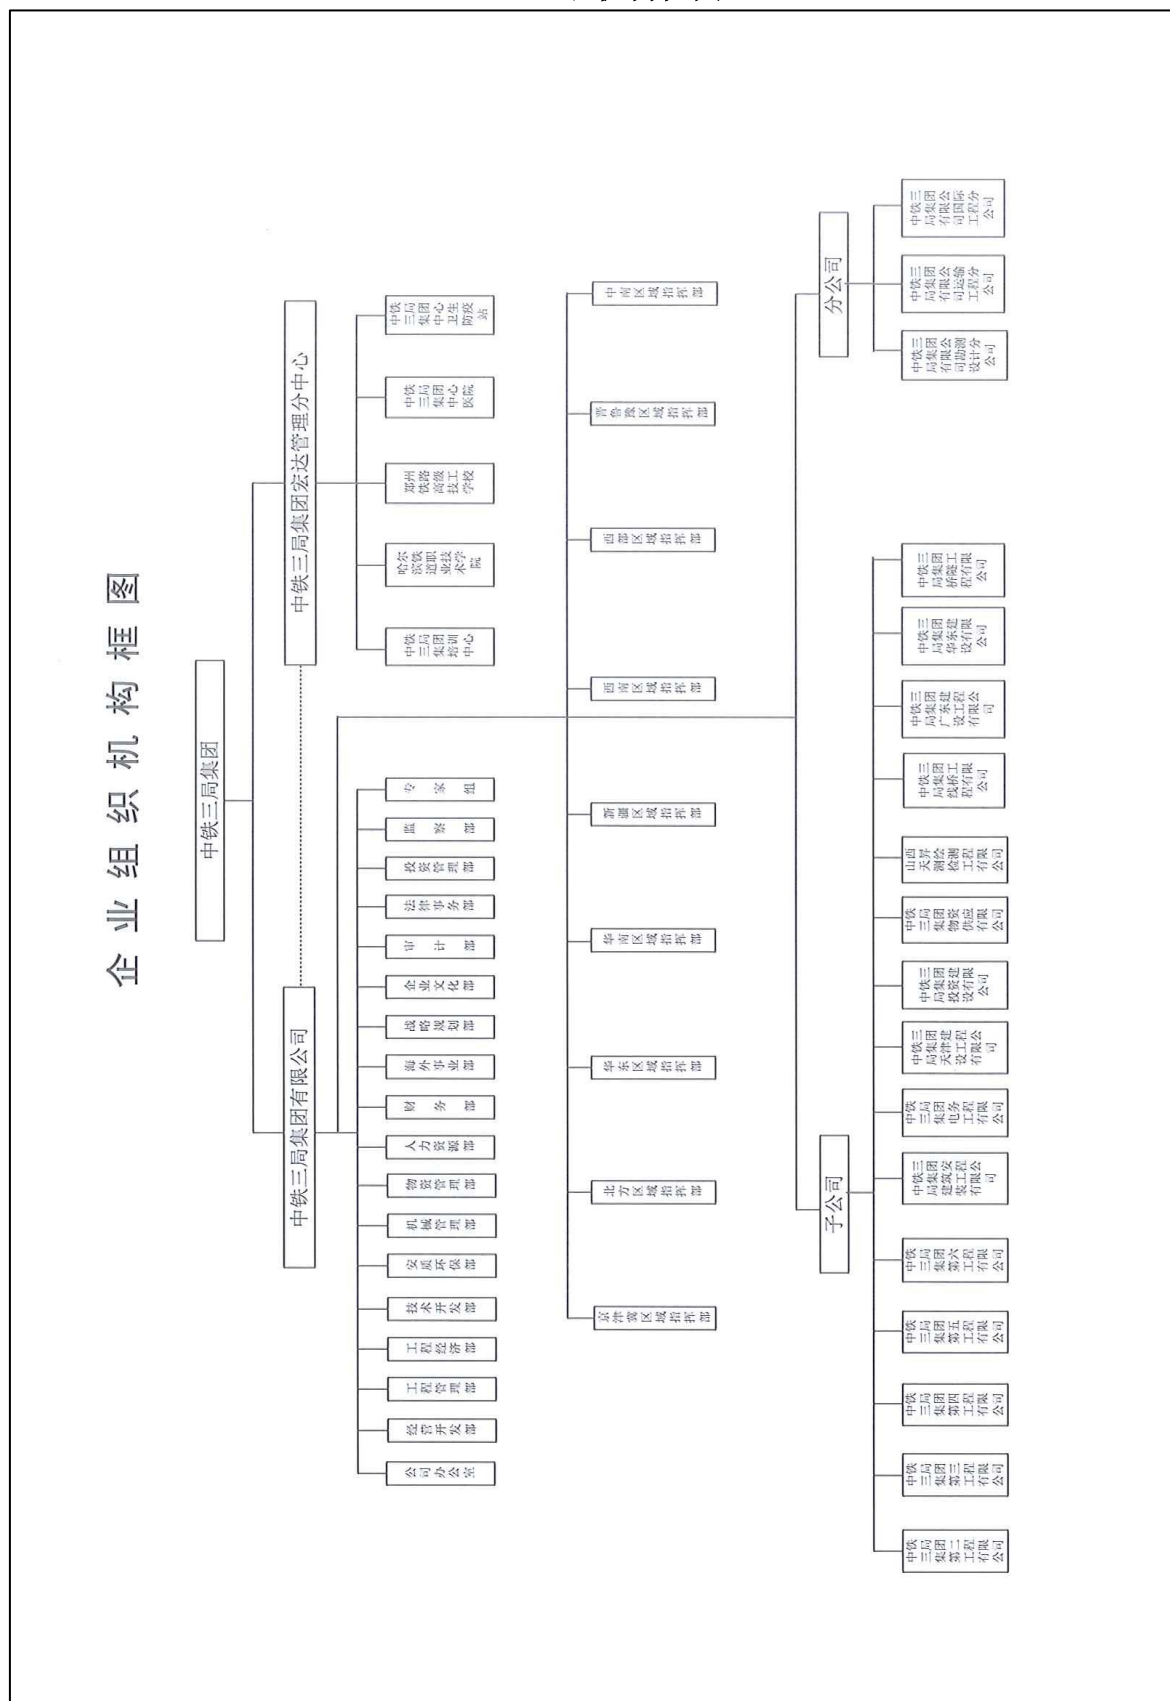 企业组织机构框图
中铁三局集团
中铁三局集团有限公司
中铁三局集团宏达管理分中心
公司办公室
经营开发部
工程管理部
工程经济部
技术开发部
安质环保部
机械管理部
物资管理部
人力资源部
财务部
海外事业部
战略规划部
企业文化部
审计部
法律事务部
投资管理部
监察部
专家组
中铁
三局
集团
培训
中心
哈尔
滨铁
道职
业技
术学
院
郑州
铁路
高级
技工
学校
中铁
三局
集团
中心
医院
中铁
三局
集团
中心
卫生
防疫
站
京津冀区域指挥部
北方区域指挥部
华东区域指挥部
华南区域指挥部
新疆区域指挥部
西南区域指挥部
西部区域指挥部
晋鲁豫区域指挥部
中南区域指挥部
子公司
分公司
中铁
三局
集团
第二
工程
有限
公司
中铁
三局
集团
第三
工程
有限
公司
中铁
三局
集团
第四
工程
有限
公司
中铁
三局
集团
第五
工程
有限
公司
中铁
三局
集团
第六
工程
有限
公司
中铁三
局集团
建筑安
装工程
有限公
司
中铁
三局
集团
电务
工程
有限
公司
中铁三
局集团
天津建
设工程
有限公
司
中铁三
局集团
投资建
设有限
公司
中铁
三局
集团
物资
供应
有限
公司
山西
天昇
测绘
检测
工程
有限
公司
中铁三
局集团
线桥工
程有限
公司
中铁三
局集团
广东建
设工程
有限公
司
中铁三
局集团
华东建
设有限
公司
中铁三
局集团
桥隧工
程有限
公司
中铁三
局集团
有限公
司勘测
设计分
公司
中铁三
局集团
有限公
司运输
工程分
公司
中铁三
局集团
有限公
司国际
工程分
公司